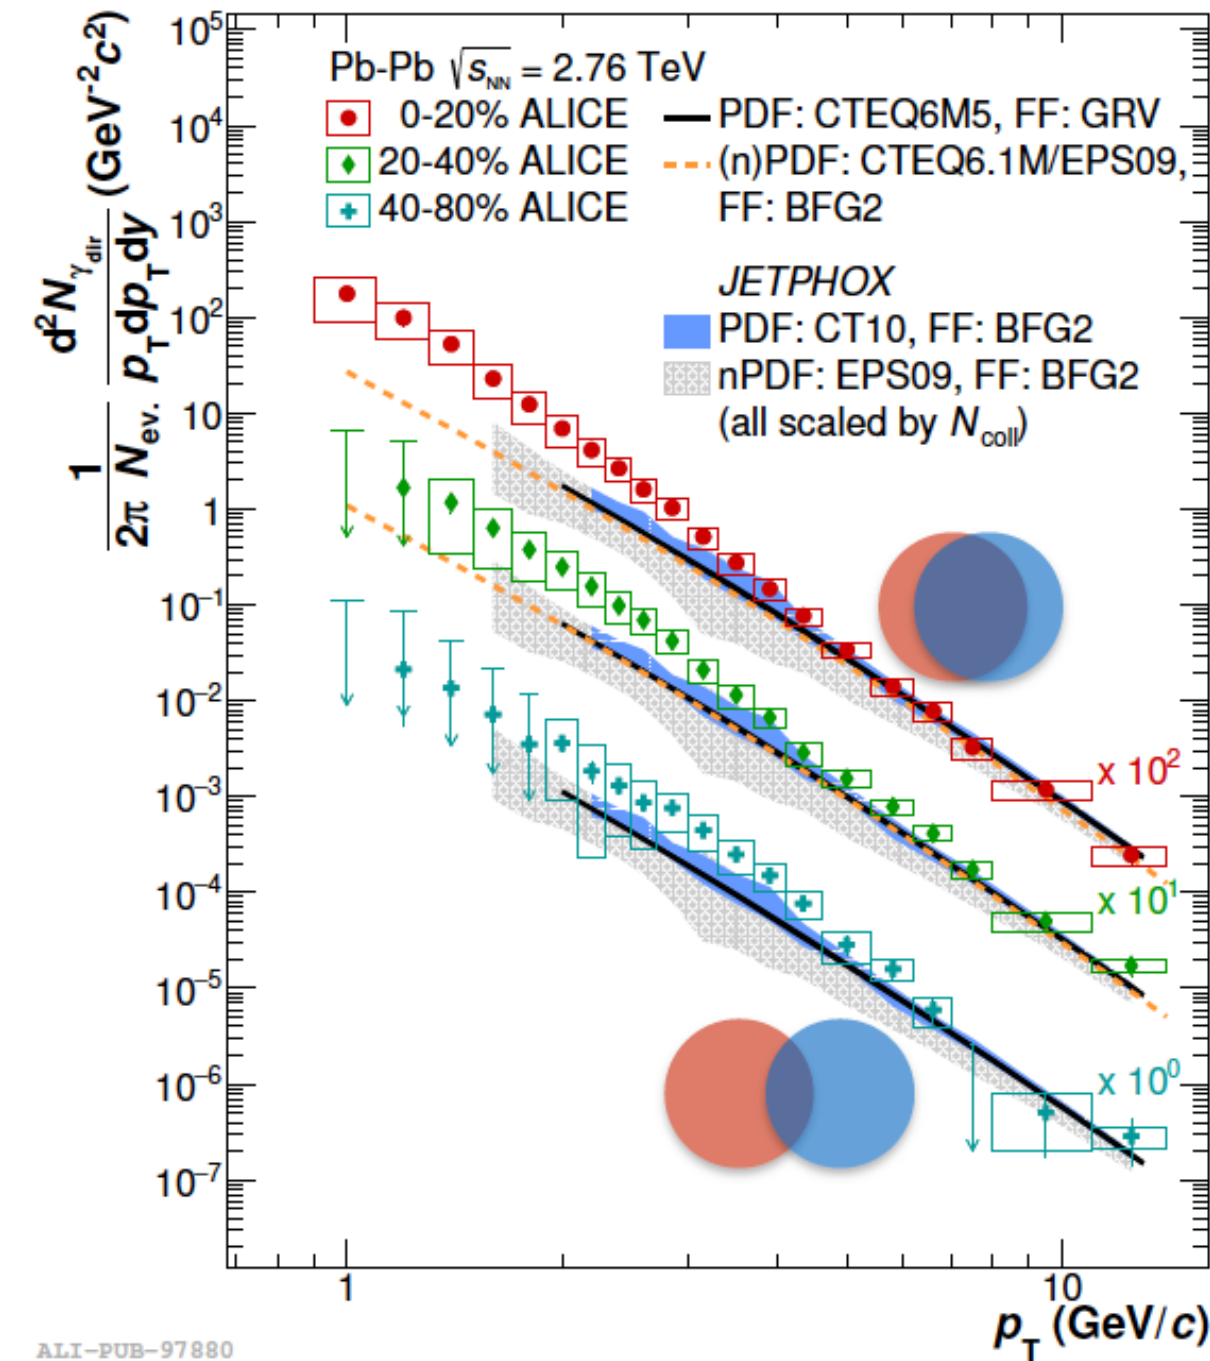 Pb-Pb √sNN = 2.76 TeV
0-20% ALICE
20-40% ALICE
40-80% ALICE
PDF: CTEQ6M5, FF: GRV
(n)PDF: CTEQ6.1M/EPS09,
FF: BFG2
JETPHOX
PDF: CT10, FF: BFG2
nPDF: EPS09, FF: BFG2
(all scaled by Ncoll)
1/2π Nev. d²Nγdir/pTdpTdy (GeV⁻²c²)
10⁵
10⁴
10³
10²
10
1
10⁻¹
10⁻²
10⁻³
10⁻⁴
10⁻⁵
10⁻⁶
10⁻⁷
x 10²
x 10¹
x 10⁰
1
10
pT (GeV/c)
ALI-PUB-97880